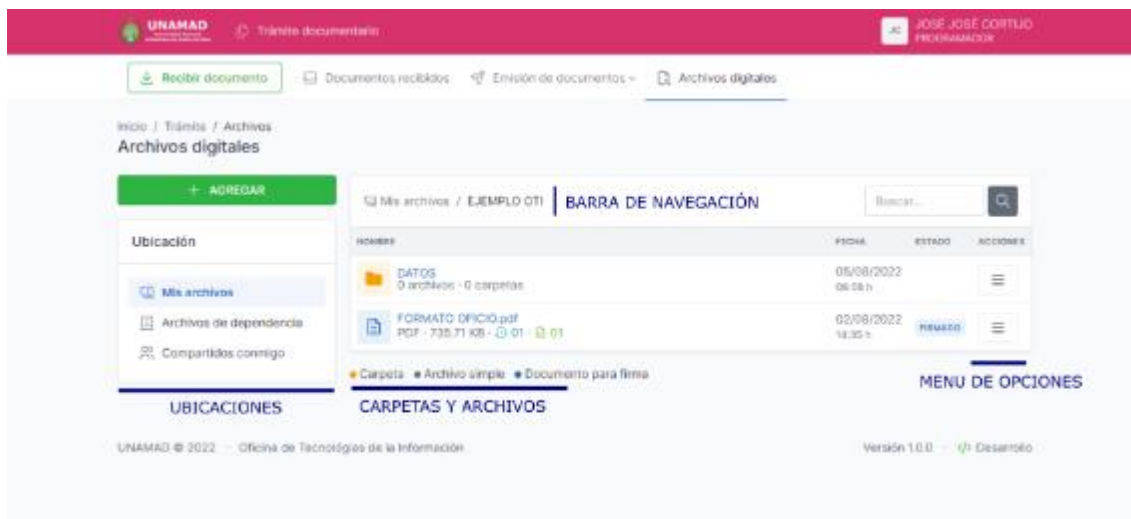 UNAMAD
Trámite documentario
JC
JOSÉ JOSÉ CORTIJO
PROGRAMADOR
Recibir documento
Documentos recibidos
Emisión de documentos
Archivos digitales
Inicio / Trámite / Archivos
Archivos digitales
+ AGREGAR
Mis archivos / EJEMPLO OTI
BARRA DE NAVEGACIÓN
Buscar...
Ubicación
NOMBRE
FECHA
ESTADO
ACCIONES
Mis archivos
Archivos de dependencia
Compartidos conmigo
DATOS
0 archivos - 0 carpetas
05/08/2022
FORMATO OFICIO.pdf
PDF - 735.71 KB - 01 - 01
02/08/2022
FIRMADO
Carpeta Archivo simple Documento para firma
MENU DE OPCIONES
UBICACIONES
CARPETAS Y ARCHIVOS
UNAMAD © 2022 - Oficina de Tecnológias de la Información
Versión 1.0.0 - </> Desarrollo